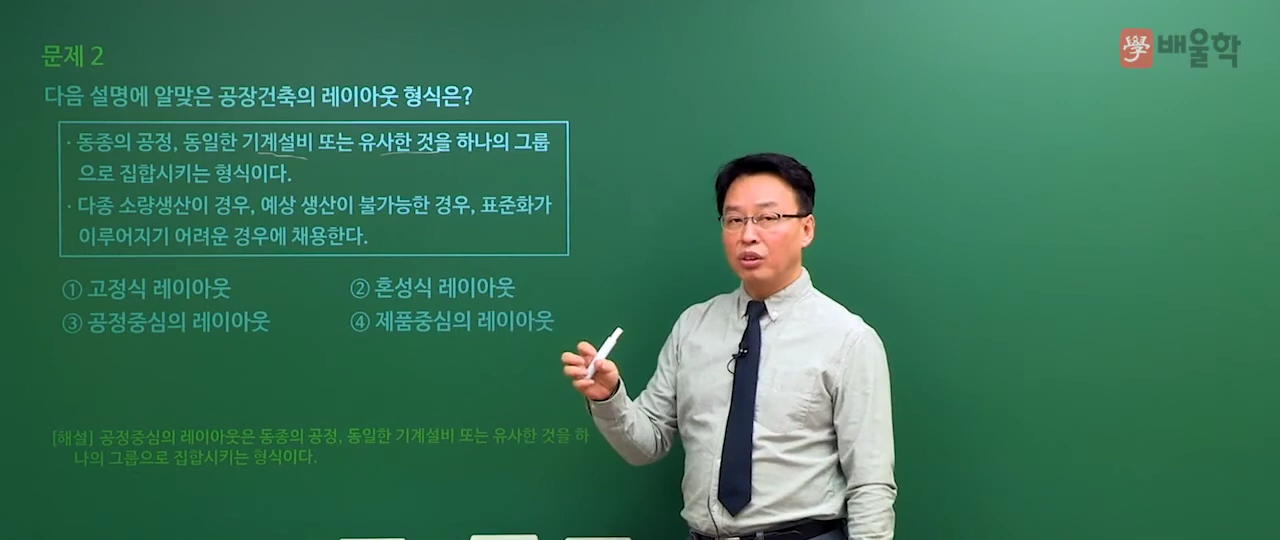 學 배울학
문제 2
다음 설명에 알맞은 공장건축의 레이아웃 형식은?
· 동종의 공정, 동일한 기계설비 또는 유사한 것을 하나의 그룹
으로 집합시키는 형식이다.
· 다종 소량생산이 경우, 예상 생산이 불가능한 경우, 표준화가
이루어지기 어려운 경우에 채용한다.
① 고정식 레이아웃 ② 혼성식 레이아웃
③ 공정중심의 레이아웃 ④ 제품중심의 레이아웃
[해설] 공정중심의 레이아웃은 동종의 공정, 동일한 기계설비 또는 유사한 것을 하
나의 그룹으로 집합시키는 형식이다.